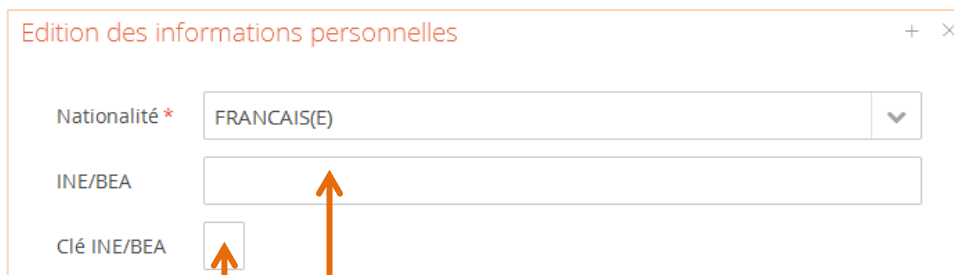 Edition des informations personnelles
Nationalité * FRANCAIS(E)
INE/BEA
Clé INE/BEA